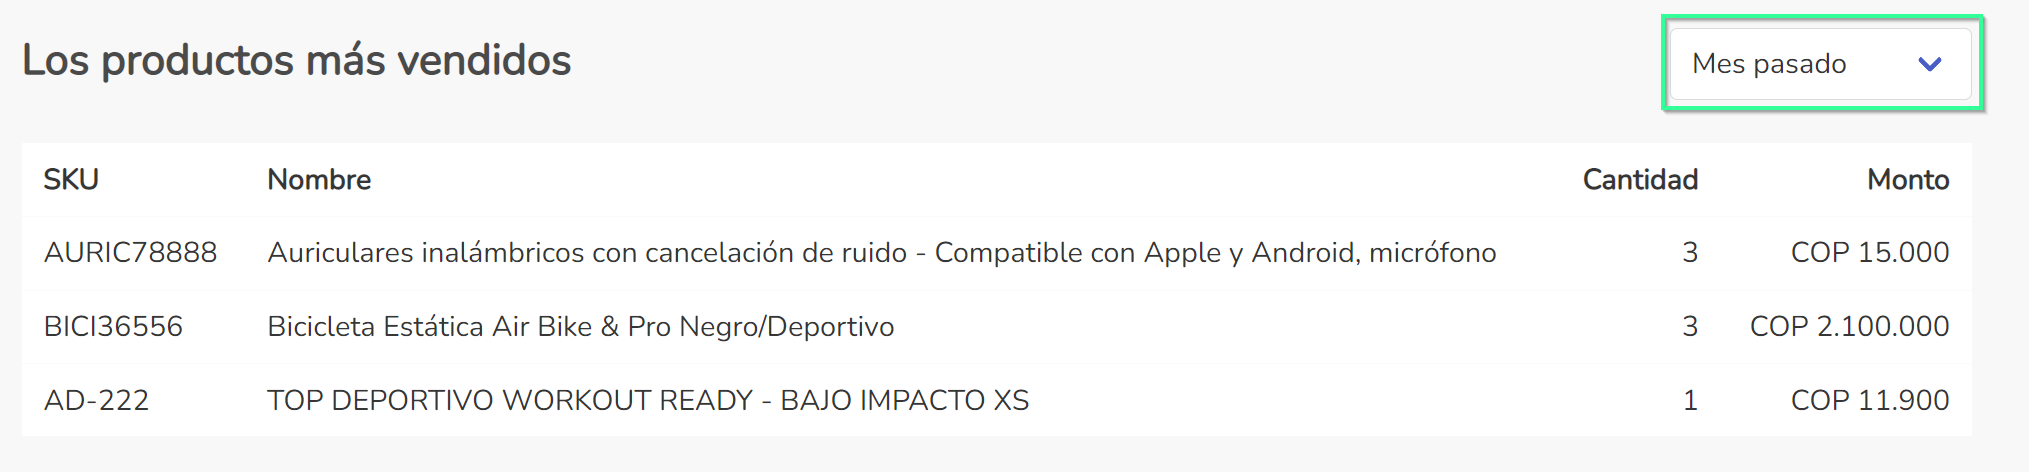 Los productos más vendidos
Mes pasado
SKU Nombre Cantidad Monto
AURIC78888 Auriculares inalámbricos con cancelación de ruido - Compatible con Apple y Android, micrófono 3 COP 15.000
BICI36556 Bicicleta Estática Air Bike & Pro Negro/Deportivo 3 COP 2.100.000
AD-222 TOP DEPORTIVO WORKOUT READY - BAJO IMPACTO XS 1 COP 11.900